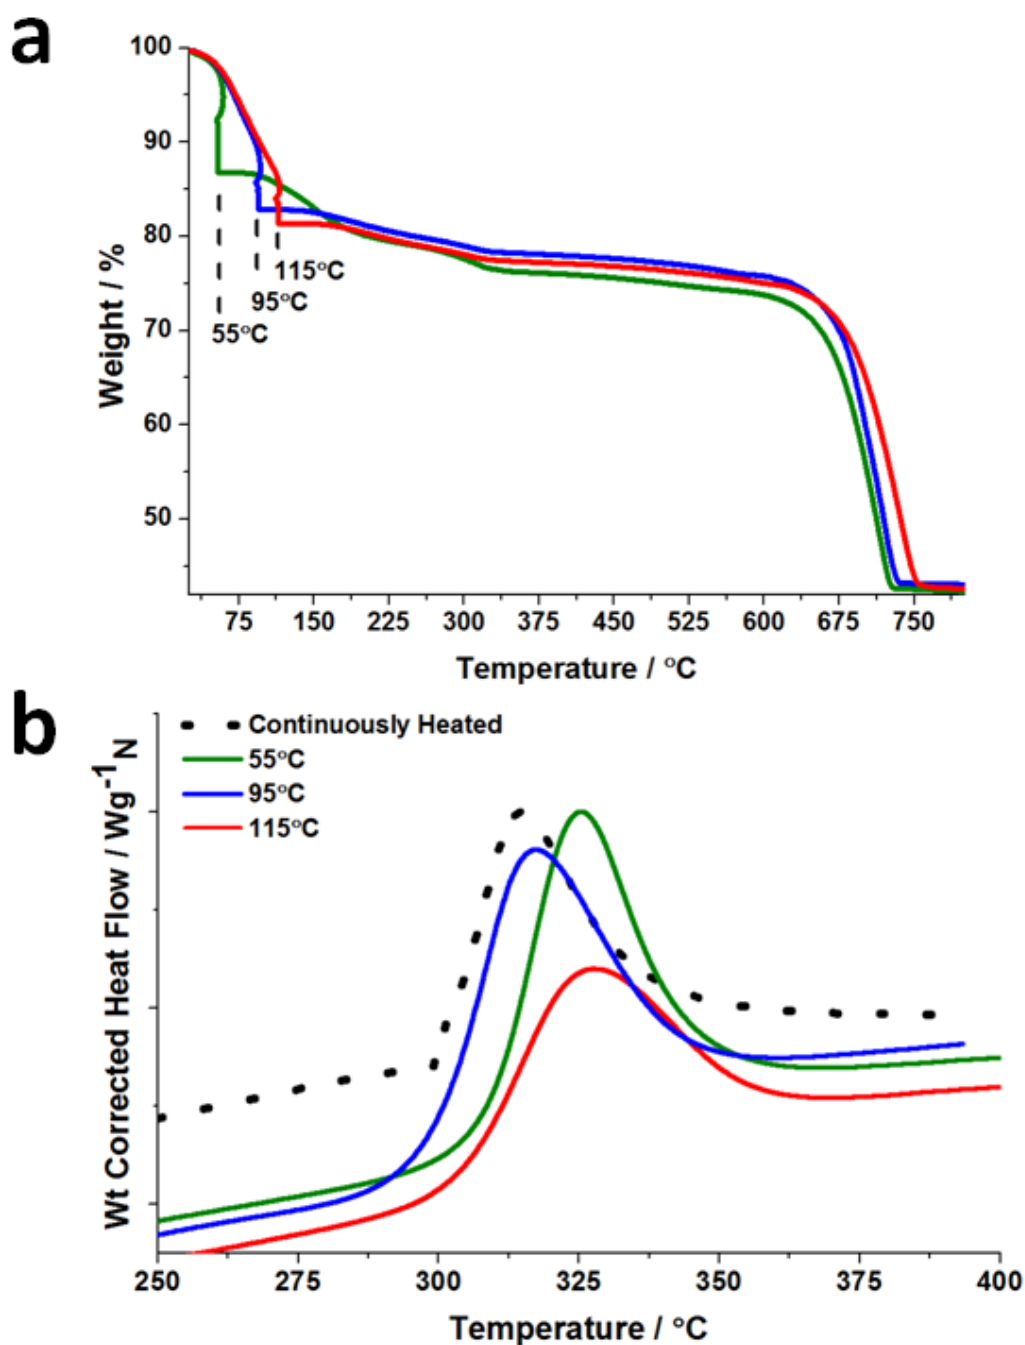 a
100
90
80
70
60
50
Weight / %
115°C
95°C
55°C
75 150 225 300 375 450 525 600 675 750
Temperature / °C
b
Continuously Heated
55°C
95°C
115°C
Wt Corrected Heat Flow / Wg⁻¹N
250 275 300 325 350 375 400
Temperature / °C